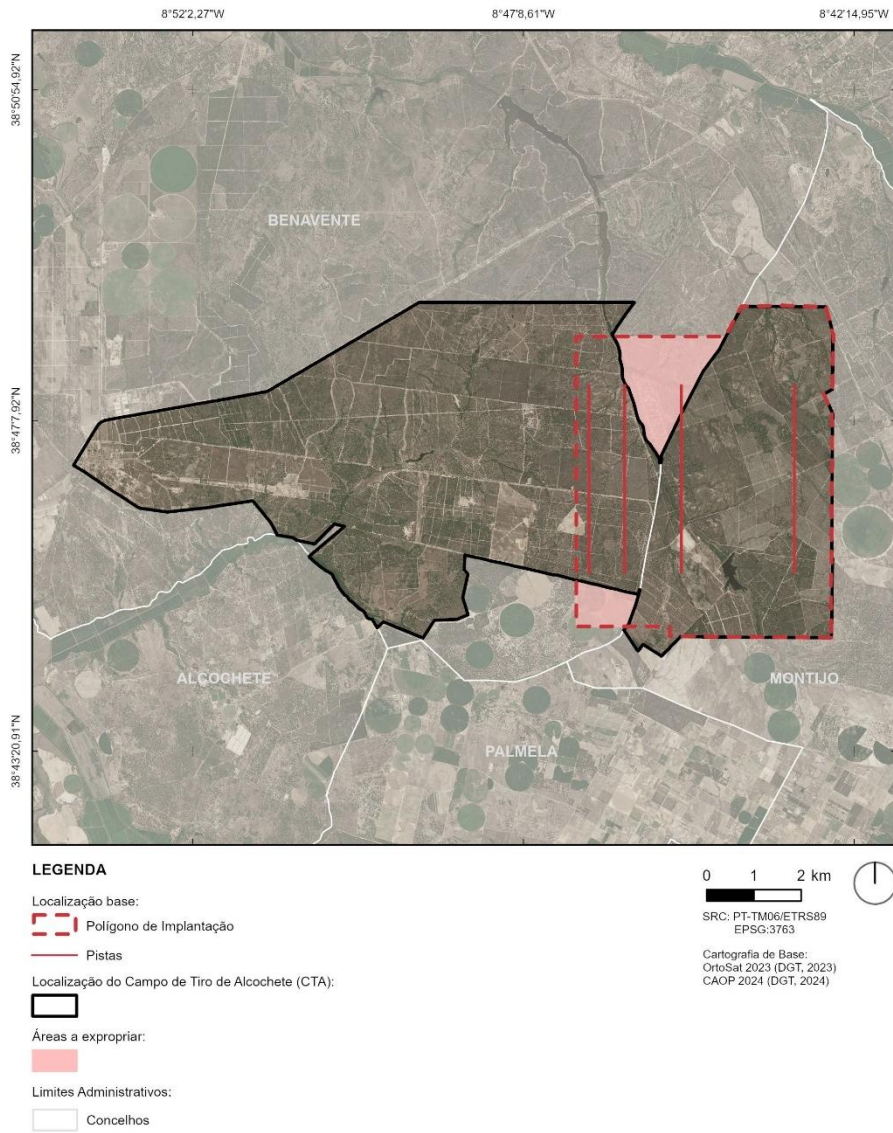 8°52'2,27"W
8°47'8,61"W
8°42'14,95"W
38°50'54,92"N
BENAVENTE
38°47'7,92"N
ALCOCHETE
MONTIJO
38°43'20,91"N
PALMELA
LEGENDA
Localização base:
Polígono de Implantação
Pistas
Localização do Campo de Tiro de Alcochete (CTA):
Áreas a expropriar:
Limites Administrativos:
Concelhos
0 1 2 km
SRC: PT-TM06/ETRS89
EPSG:3763
Cartografia de Base:
OrtoSat 2023 (DGT, 2023)
CAOP 2024 (DGT, 2024)